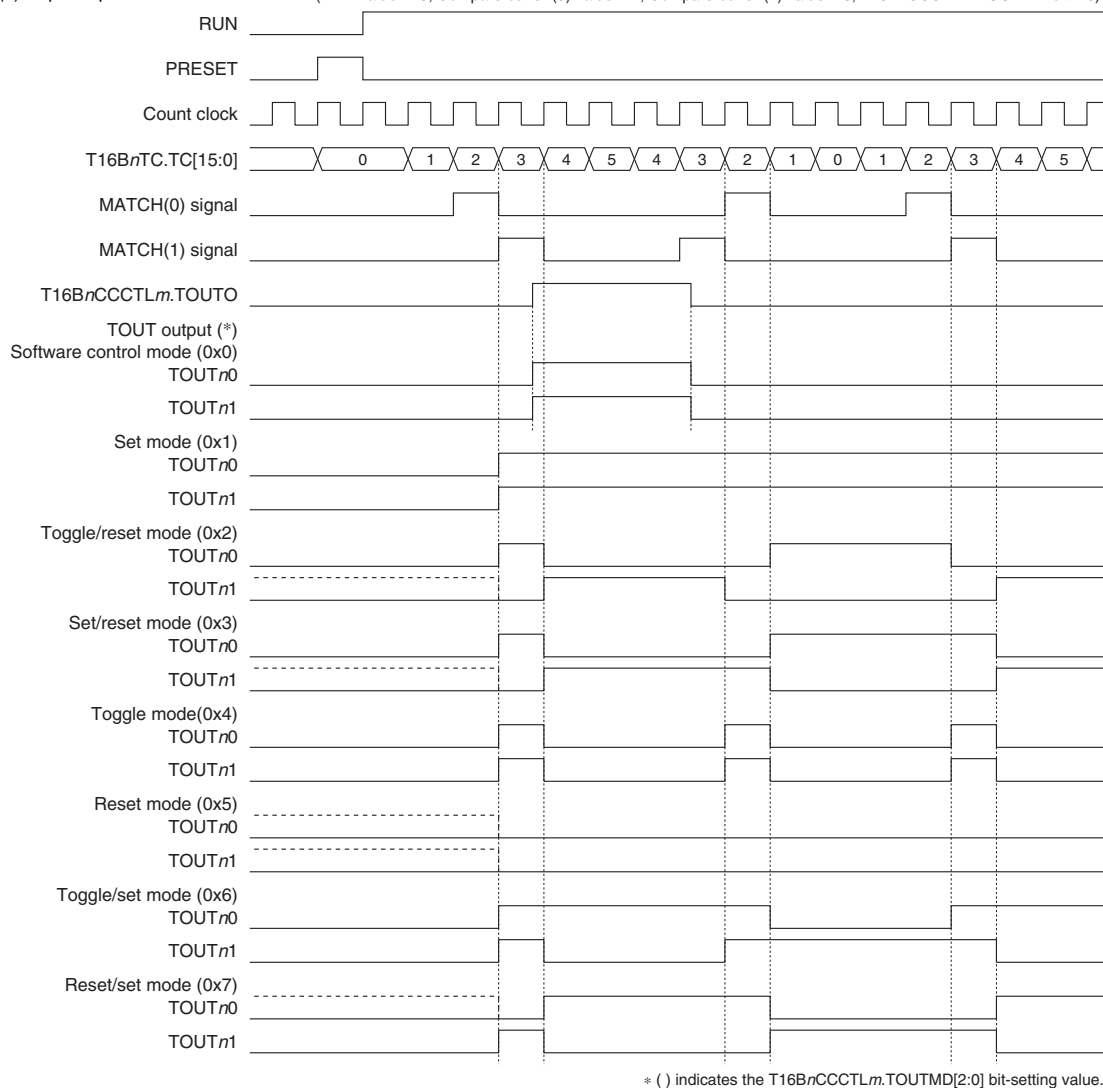 RUN
PRESET
Count clock
T16BnTC.TC[15:0]
0 1 2 3 4 5 4 3 2 1 0 1 2 3 4 5
MATCH(0) signal
MATCH(1) signal
T16BnCCCTLm.TOUTO
TOUT output (*)
Software control mode (0x0)
TOUTn0
TOUTn1
Set mode (0x1)
TOUTn0
TOUTn1
Toggle/reset mode (0x2)
TOUTn0
TOUTn1
Set/reset mode (0x3)
TOUTn0
TOUTn1
Toggle mode(0x4)
TOUTn0
TOUTn1
Reset mode (0x5)
TOUTn0
TOUTn1
Toggle/set mode (0x6)
TOUTn0
TOUTn1
Reset/set mode (0x7)
TOUTn0
TOUTn1
* ( ) indicates the T16BnCCCTLm.TOUTMD[2:0] bit-setting value.